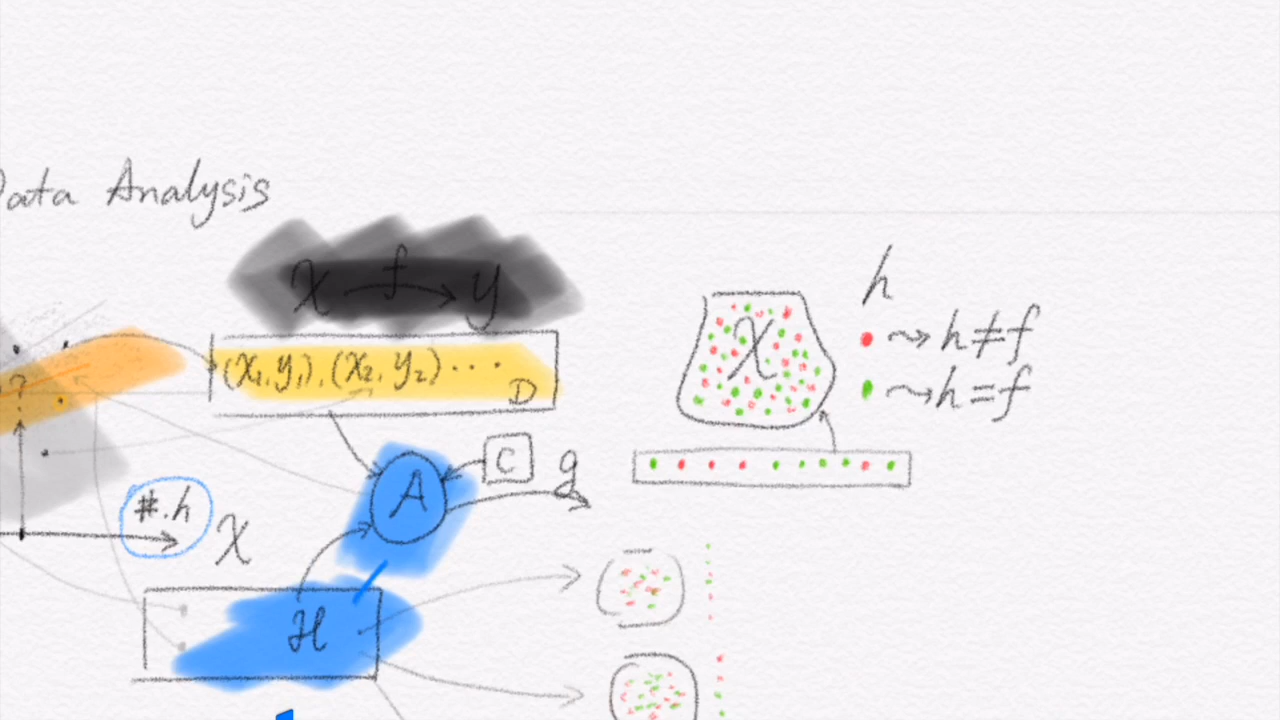 Data Analysis
X f y
(x₁, y₁), (x₂, y₂) ···
D
A
C
g
#.h
X
H
?
X
h
⤳ h ≠ f
⤳ h = f